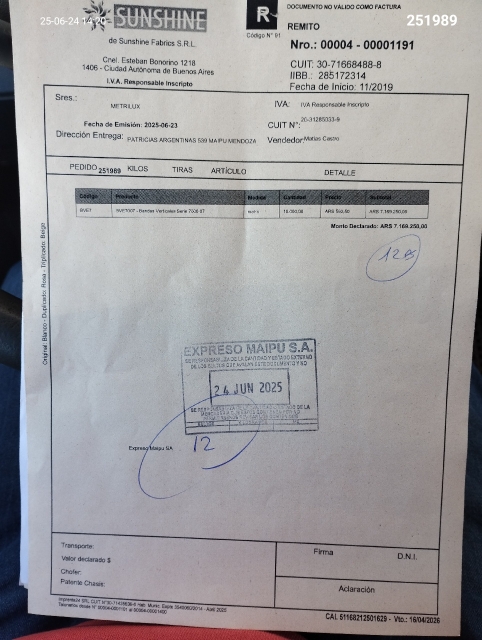 25-06-24 14:20
251989
SUNSHINE
de Sunshine Fabrics S.R.L.
Cnel. Esteban Bonorino 1218
1406 - Ciudad Autónoma de Buenos Aires
I.V.A. Responsable Inscripto
R
Código N° 91
DOCUMENTO NO VÁLIDO COMO FACTURA
REMITO
Nro.: 00004 - 00001191
CUIT: 30-71668488-8
IIBB.: 285172314
Fecha de Inicio: 11/2019
Sres.:
METRILUX
IVA: IVA Responsable Inscripto
Fecha de Emisión: 2025-06-23
CUIT N°: 20-31285033-9
Dirección Entrega: PATRICIAS ARGENTINAS 539 MAIPU MENDOZA
Vendedor: Matias Castro
PEDIDO 251989 KILOS TIRAS ARTÍCULO DETALLE
Código Producto Medida Cantidad Precio Subtotal
Monto Declarado: ARS 7.169.250,00
Original: Blanco - Duplicado: Rosa - Triplicado: Beige
EXPRESO MAIPU S.A.
24 JUN 2025
Expreso Maipu SA
12
Transporte:
Valor declarado $
Chofer:
Patente Chasis:
Firma D.N.I.
Aclaración
CAI. 51168212501629 - Vto.: 16/04/2026